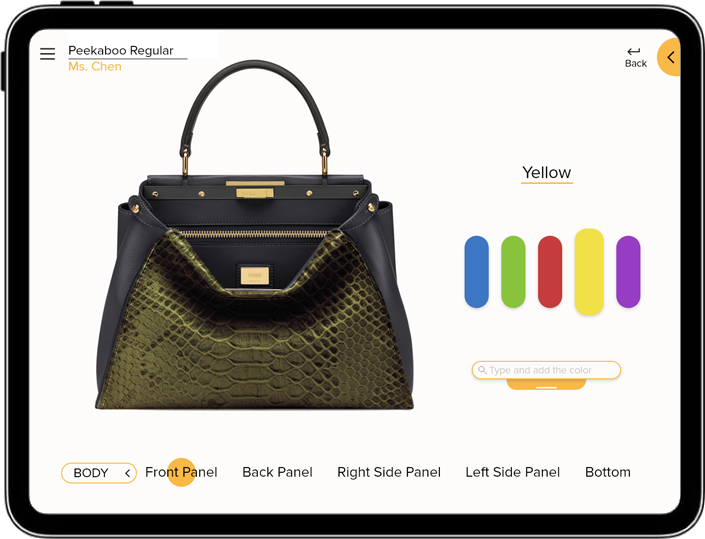 Peekaboo Regular
Ms. Chen
Back
Yellow
Type and add the color
BODY
Front Panel
Back Panel
Right Side Panel
Left Side Panel
Bottom